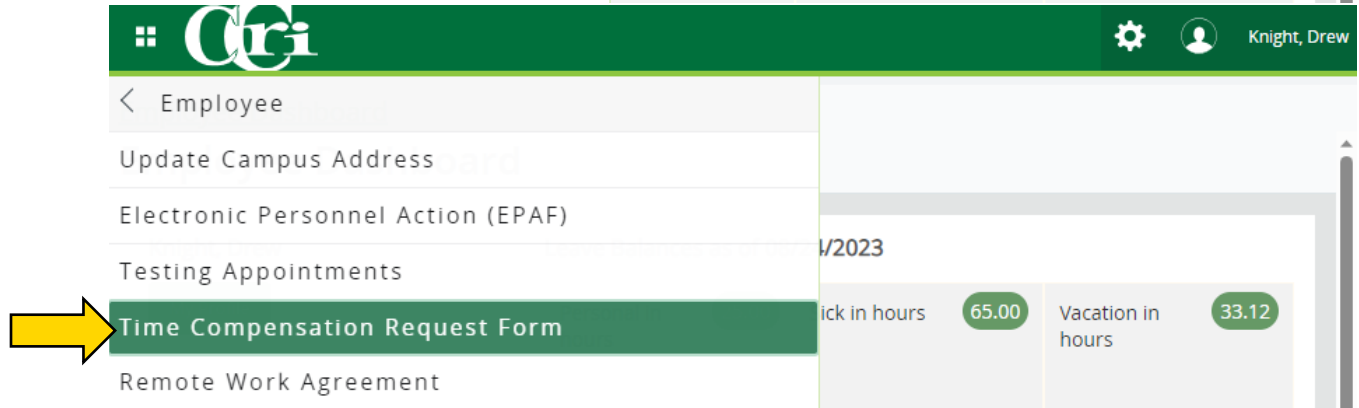 CCri
Knight, Drew
Employee
Update Campus Address
Electronic Personnel Action (EPAF)
/2023
Testing Appointments
ick in hours 65.00 Vacation in hours 33.12
Time Compensation Request Form
Remote Work Agreement